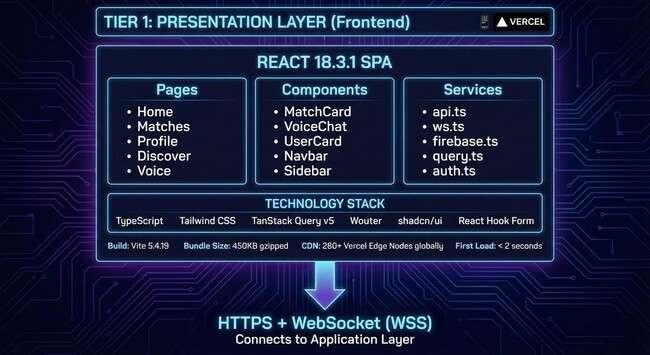 TIER 1: PRESENTATION LAYER (Frontend)
VERCEL
REACT 18.3.1 SPA
Pages
• Home
• Matches
• Profile
• Discover
• Voice
Components
• MatchCard
• VoiceChat
• UserCard
• Navbar
• Sidebar
Services
• api.ts
• ws.ts
• firebase.ts
• query.ts
• auth.ts
TECHNOLOGY STACK
TypeScript Tailwind CSS TanStack Query v5 Wouter shadcn/ui React Hook Form
Build: Vite 5.4.19 Bundle Size: 450KB gzipped CDN: 280+ Vercel Edge Nodes globally First Load: < 2 seconds
HTTPS + WebSocket (WSS)
Connects to Application Layer